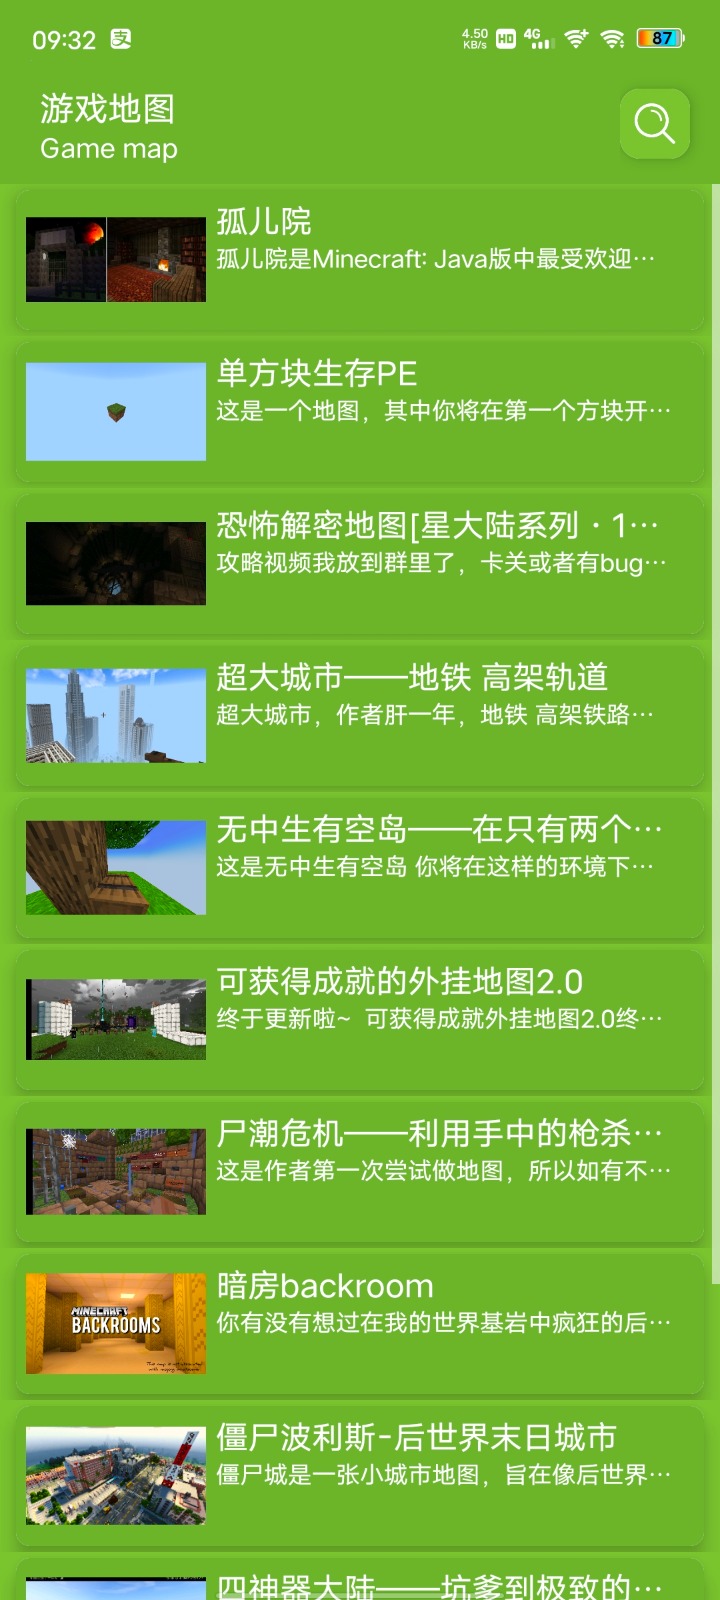 09:32 支
4.50 KB/s HD 4G 87
游戏地图
Game map
孤儿院
孤儿院是Minecraft: Java版中最受欢迎…
单方块生存PE
这是一个地图，其中你将在第一个方块开…
恐怖解密地图[星大陆系列·1…
攻略视频我放到群里了，卡关或者有bug…
超大城市——地铁 高架轨道
超大城市，作者肝一年，地铁 高架铁路…
无中生有空岛——在只有两个…
这是无中生有空岛 你将在这样的环境下…
可获得成就的外挂地图2.0
终于更新啦~ 可获得成就外挂地图2.0终…
尸潮危机——利用手中的枪杀…
这是作者第一次尝试做地图，所以如有不…
MINECRAFT
BACKROOMS
暗房backroom
你有没有想过在我的世界基岩中疯狂的后…
僵尸波利斯-后世界末日城市
僵尸城是一张小城市地图，旨在像后世界…
四神器大陆——坑爹到极致的…